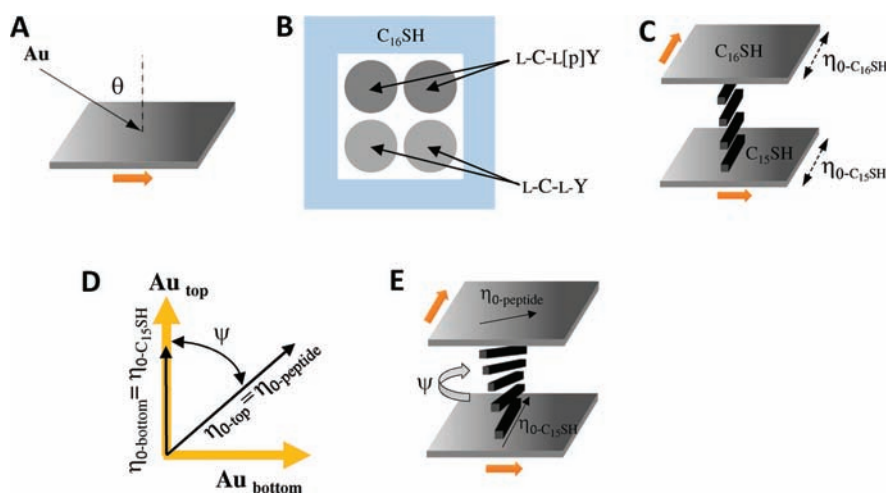 A
Au
θ
B
C₁₆SH
L-C-L[p]Y
L-C-L-Y
C
C₁₆SH
η0-C₁₆SH
C₁₅SH
η0-C₁₅SH
D
Au top
ψ
η0-bottom = η0-C₁₅SH
η0-top = η0-peptide
Au bottom
E
η0-peptide
ψ
η0-C₁₅SH